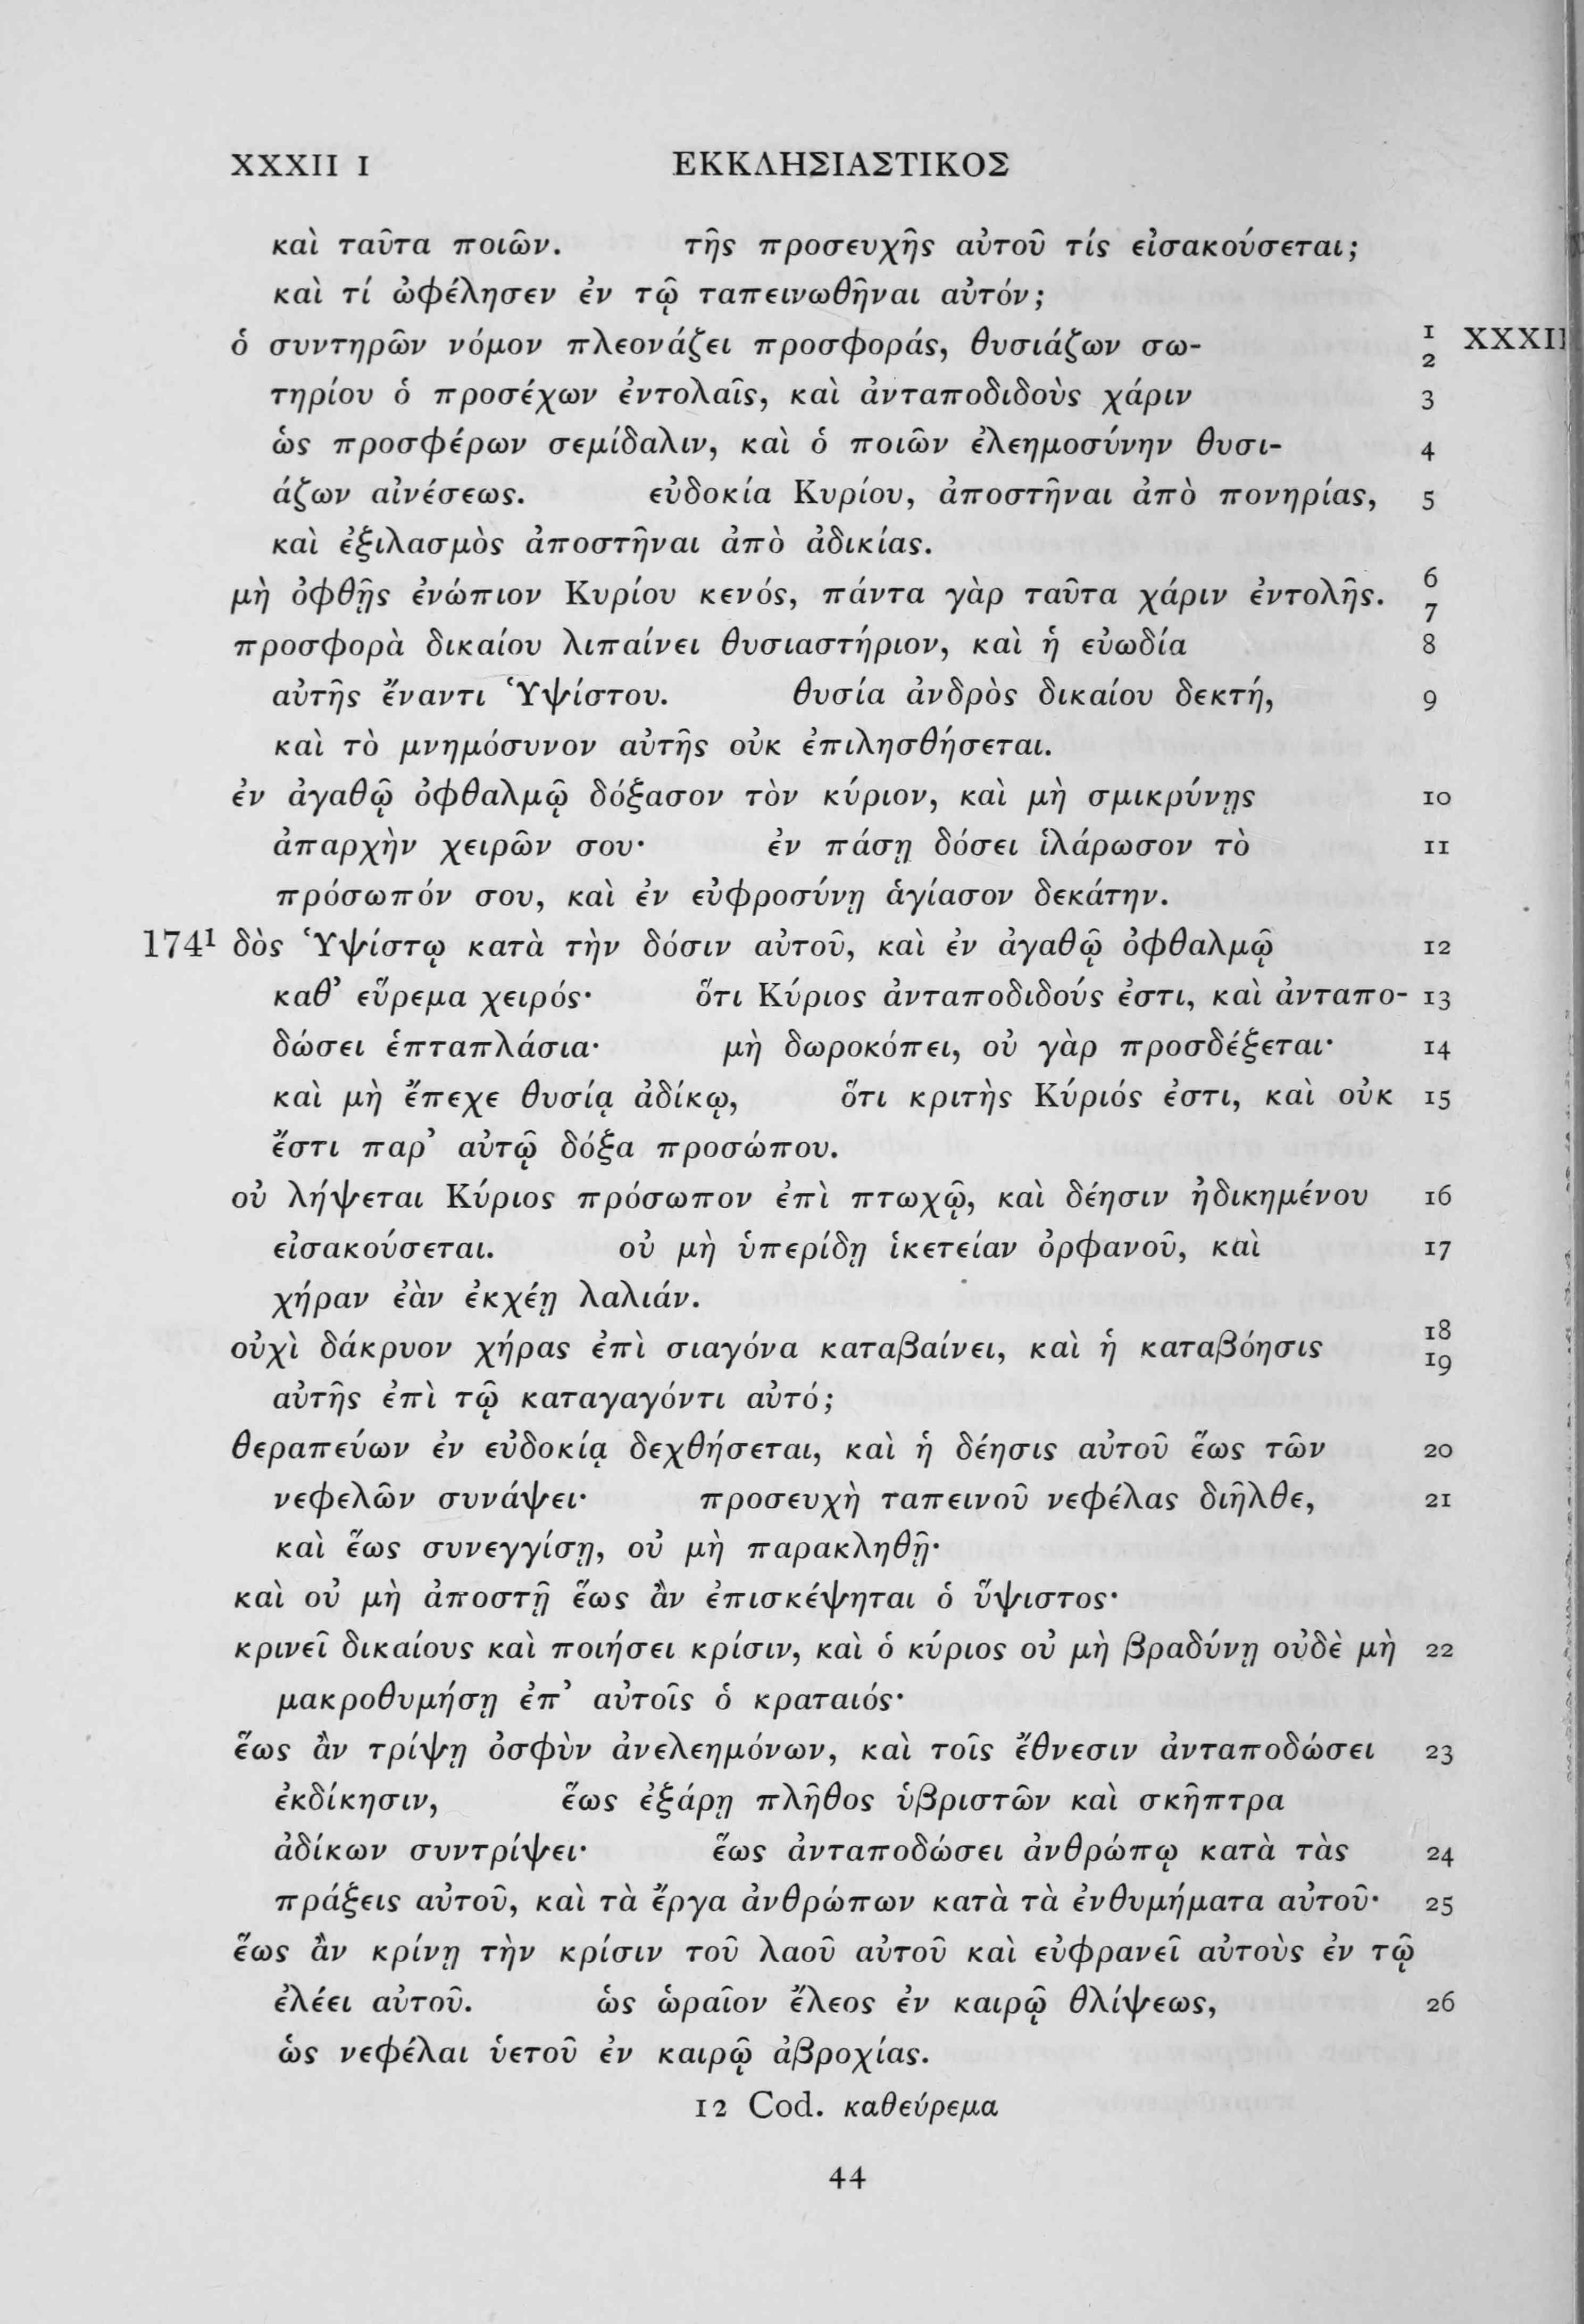 XXXII 1 ΕΚΚΛΗΣΙΑΣΤΙΚΟΣ
καὶ ταῦτα ποιῶν. τῆς προσευχῆς αὐτοῦ τίς εἰσακούσεται;
καὶ τί ὠφέλησεν ἐν τῷ ταπεινωθῆναι αὐτόν;
ὁ συντηρῶν νόμον πλεονάζει προσφοράς, θυσιάζων σω- 1 2 XXXII
τηρίου ὁ προσέχων ἐντολαῖς, καὶ ἀνταποδιδοὺς χάριν 3
ὡς προσφέρων σεμίδαλιν, καὶ ὁ ποιῶν ἐλεημοσύνην θυσι- 4
άζων αἰνέσεως. εὐδοκία Κυρίου, ἀποστῆναι ἀπὸ πονηρίας, 5
καὶ ἐξιλασμὸς ἀποστῆναι ἀπὸ ἀδικίας.
μὴ ὀφθῇς ἐνώπιον Κυρίου κενός, πάντα γὰρ ταῦτα χάριν ἐντολῆς. 6 7
προσφορὰ δικαίου λιπαίνει θυσιαστήριον, καὶ ἡ εὐωδία 8
αὐτῆς ἔναντι Ὑψίστου. θυσία ἀνδρὸς δικαίου δεκτή, 9
καὶ τὸ μνημόσυνον αὐτῆς οὐκ ἐπιλησθήσεται.
ἐν ἀγαθῷ ὀφθαλμῷ δόξασον τὸν κύριον, καὶ μὴ σμικρύνῃς 10
ἀπαρχὴν χειρῶν σου· ἐν πάσῃ δόσει ἱλάρωσον τὸ 11
πρόσωπόν σου, καὶ ἐν εὐφροσύνῃ ἁγίασον δεκάτην.
174¹ δὸς Ὑψίστῳ κατὰ τὴν δόσιν αὐτοῦ, καὶ ἐν ἀγαθῷ ὀφθαλμῷ 12
καθ’ εὕρεμα χειρός· ὅτι Κύριος ἀνταποδιδούς ἐστι, καὶ ἀνταπο- 13
δώσει ἑπταπλάσια· μὴ δωροκόπει, οὐ γὰρ προσδέξεται· 14
καὶ μὴ ἔπεχε θυσίᾳ ἀδίκῳ, ὅτι κριτὴς Κύριός ἐστι, καὶ οὐκ 15
ἔστι παρ’ αὐτῷ δόξα προσώπου.
οὐ λήψεται Κύριος πρόσωπον ἐπὶ πτωχῷ, καὶ δέησιν ἠδικημένου 16
εἰσακούσεται. οὐ μὴ ὑπερίδῃ ἱκετείαν ὀρφανοῦ, καὶ 17
χήραν ἐὰν ἐκχέῃ λαλιάν.
οὐχὶ δάκρυον χήρας ἐπὶ σιαγόνα καταβαίνει, καὶ ἡ καταβόησις 18 19
αὐτῆς ἐπὶ τῷ καταγαγόντι αὐτό;
θεραπεύων ἐν εὐδοκίᾳ δεχθήσεται, καὶ ἡ δέησις αὐτοῦ ἕως τῶν 20
νεφελῶν συνάψει· προσευχὴ ταπεινοῦ νεφέλας διῆλθε, 21
καὶ ἕως συνεγγίσῃ, οὐ μὴ παρακληθῇ·
καὶ οὐ μὴ ἀποστῇ ἕως ἂν ἐπισκέψηται ὁ ὕψιστος·
κρινεῖ δικαίους καὶ ποιήσει κρίσιν, καὶ ὁ κύριος οὐ μὴ βραδύνῃ οὐδὲ μὴ 22
μακροθυμήσῃ ἐπ’ αὐτοῖς ὁ κραταιός·
ἕως ἂν τρίψῃ ὀσφὺν ἀνελεημόνων, καὶ τοῖς ἔθνεσιν ἀνταποδώσει 23
ἐκδίκησιν, ἕως ἐξάρῃ πλῆθος ὑβριστῶν καὶ σκῆπτρα
ἀδίκων συντρίψει· ἕως ἀνταποδώσει ἀνθρώπῳ κατὰ τὰς 24
πράξεις αὐτοῦ, καὶ τὰ ἔργα ἀνθρώπων κατὰ τὰ ἐνθυμήματα αὐτοῦ· 25
ἕως ἂν κρίνῃ τὴν κρίσιν τοῦ λαοῦ αὐτοῦ καὶ εὐφρανεῖ αὐτοὺς ἐν τῷ
ἐλέει αὐτοῦ. ὡς ὡραῖον ἔλεος ἐν καιρῷ θλίψεως, 26
ὡς νεφέλαι ὑετοῦ ἐν καιρῷ ἀβροχίας.
12 Cod. καθεύρεμα
44